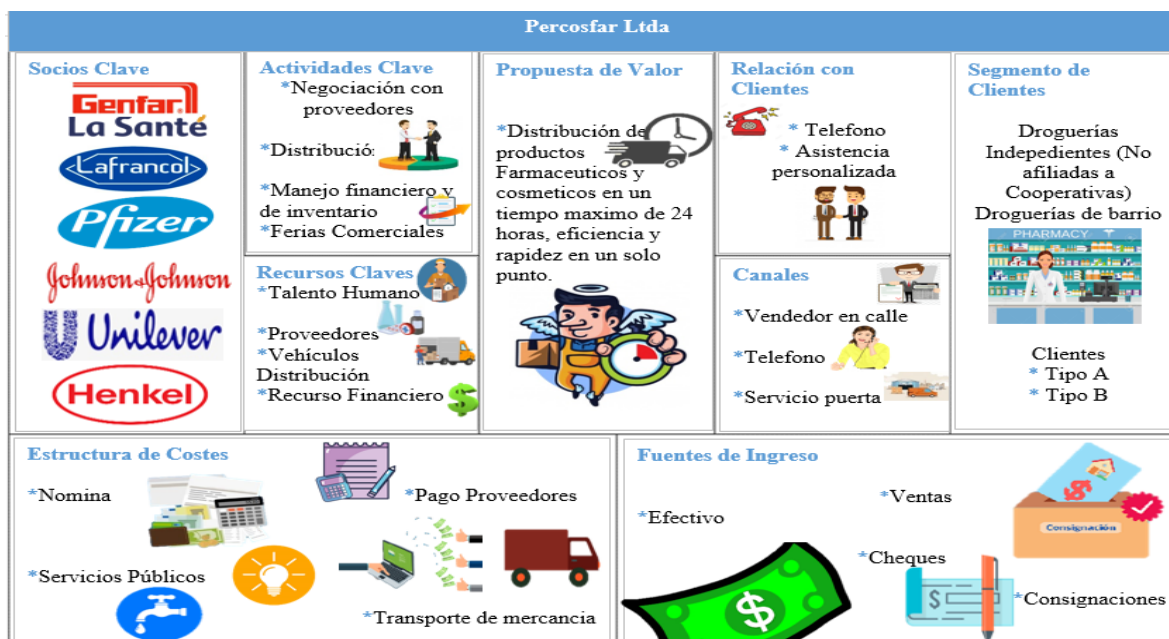 Percosfar Ltda
Socios Clave
Genfar
La Santé
Lafrancol
Pfizer
Johnson & Johnson
Unilever
Henkel
Actividades Clave
*Negociación con
proveedores
*Distribució
*Manejo financiero y
de inventario
*Ferias Comerciales
Recursos Claves
*Talento Humano
*Proveedores
*Vehículos
Distribución
*Recurso Financiero
Propuesta de Valor
*Distribución de
productos
Farmaceuticos y
cosmeticos en un
tiempo maximo de 24
horas, eficiencia y
rapidez en un solo
punto.
Relación con
Clientes
* Telefono
* Asistencia
personalizada
Canales
*Vendedor en calle
*Telefono
*Servicio puerta
Segmento de
Clientes
Droguerías
Indepedientes (No
afiliadas a
Cooperativas)
Droguerías de barrio
PHARMACY
Clientes
* Tipo A
* Tipo B
Estructura de Costes
*Nomina
*Pago Proveedores
*Servicios Públicos
*Transporte de mercancia
Fuentes de Ingreso
*Ventas
*Efectivo
Consignación
*Cheques
*Consignaciones